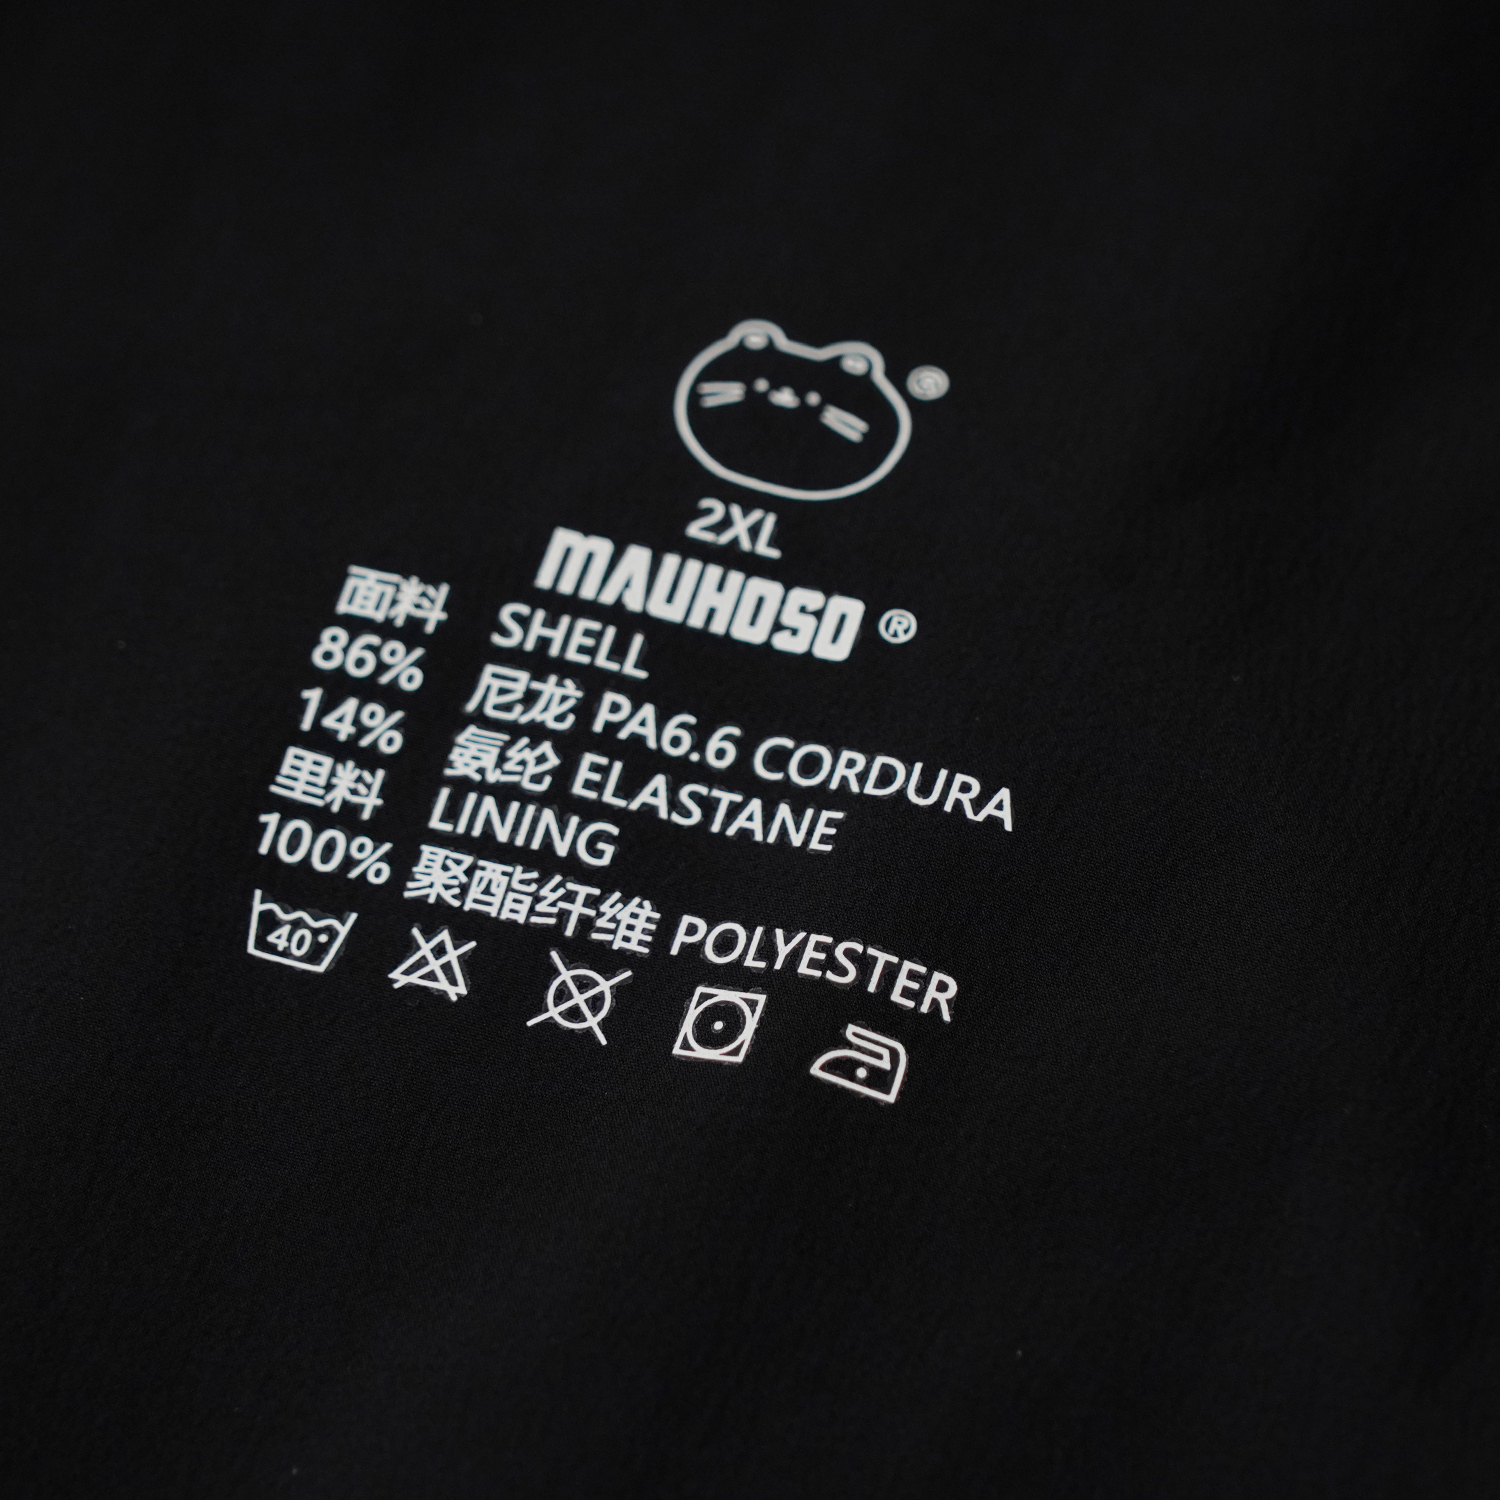 2XL
MAUHOSO ®
面料 SHELL
86% 尼龙 PA6.6 CORDURA
14% 氨纶 ELASTANE
里料 LINING
100% 聚酯纤维 POLYESTER
40°